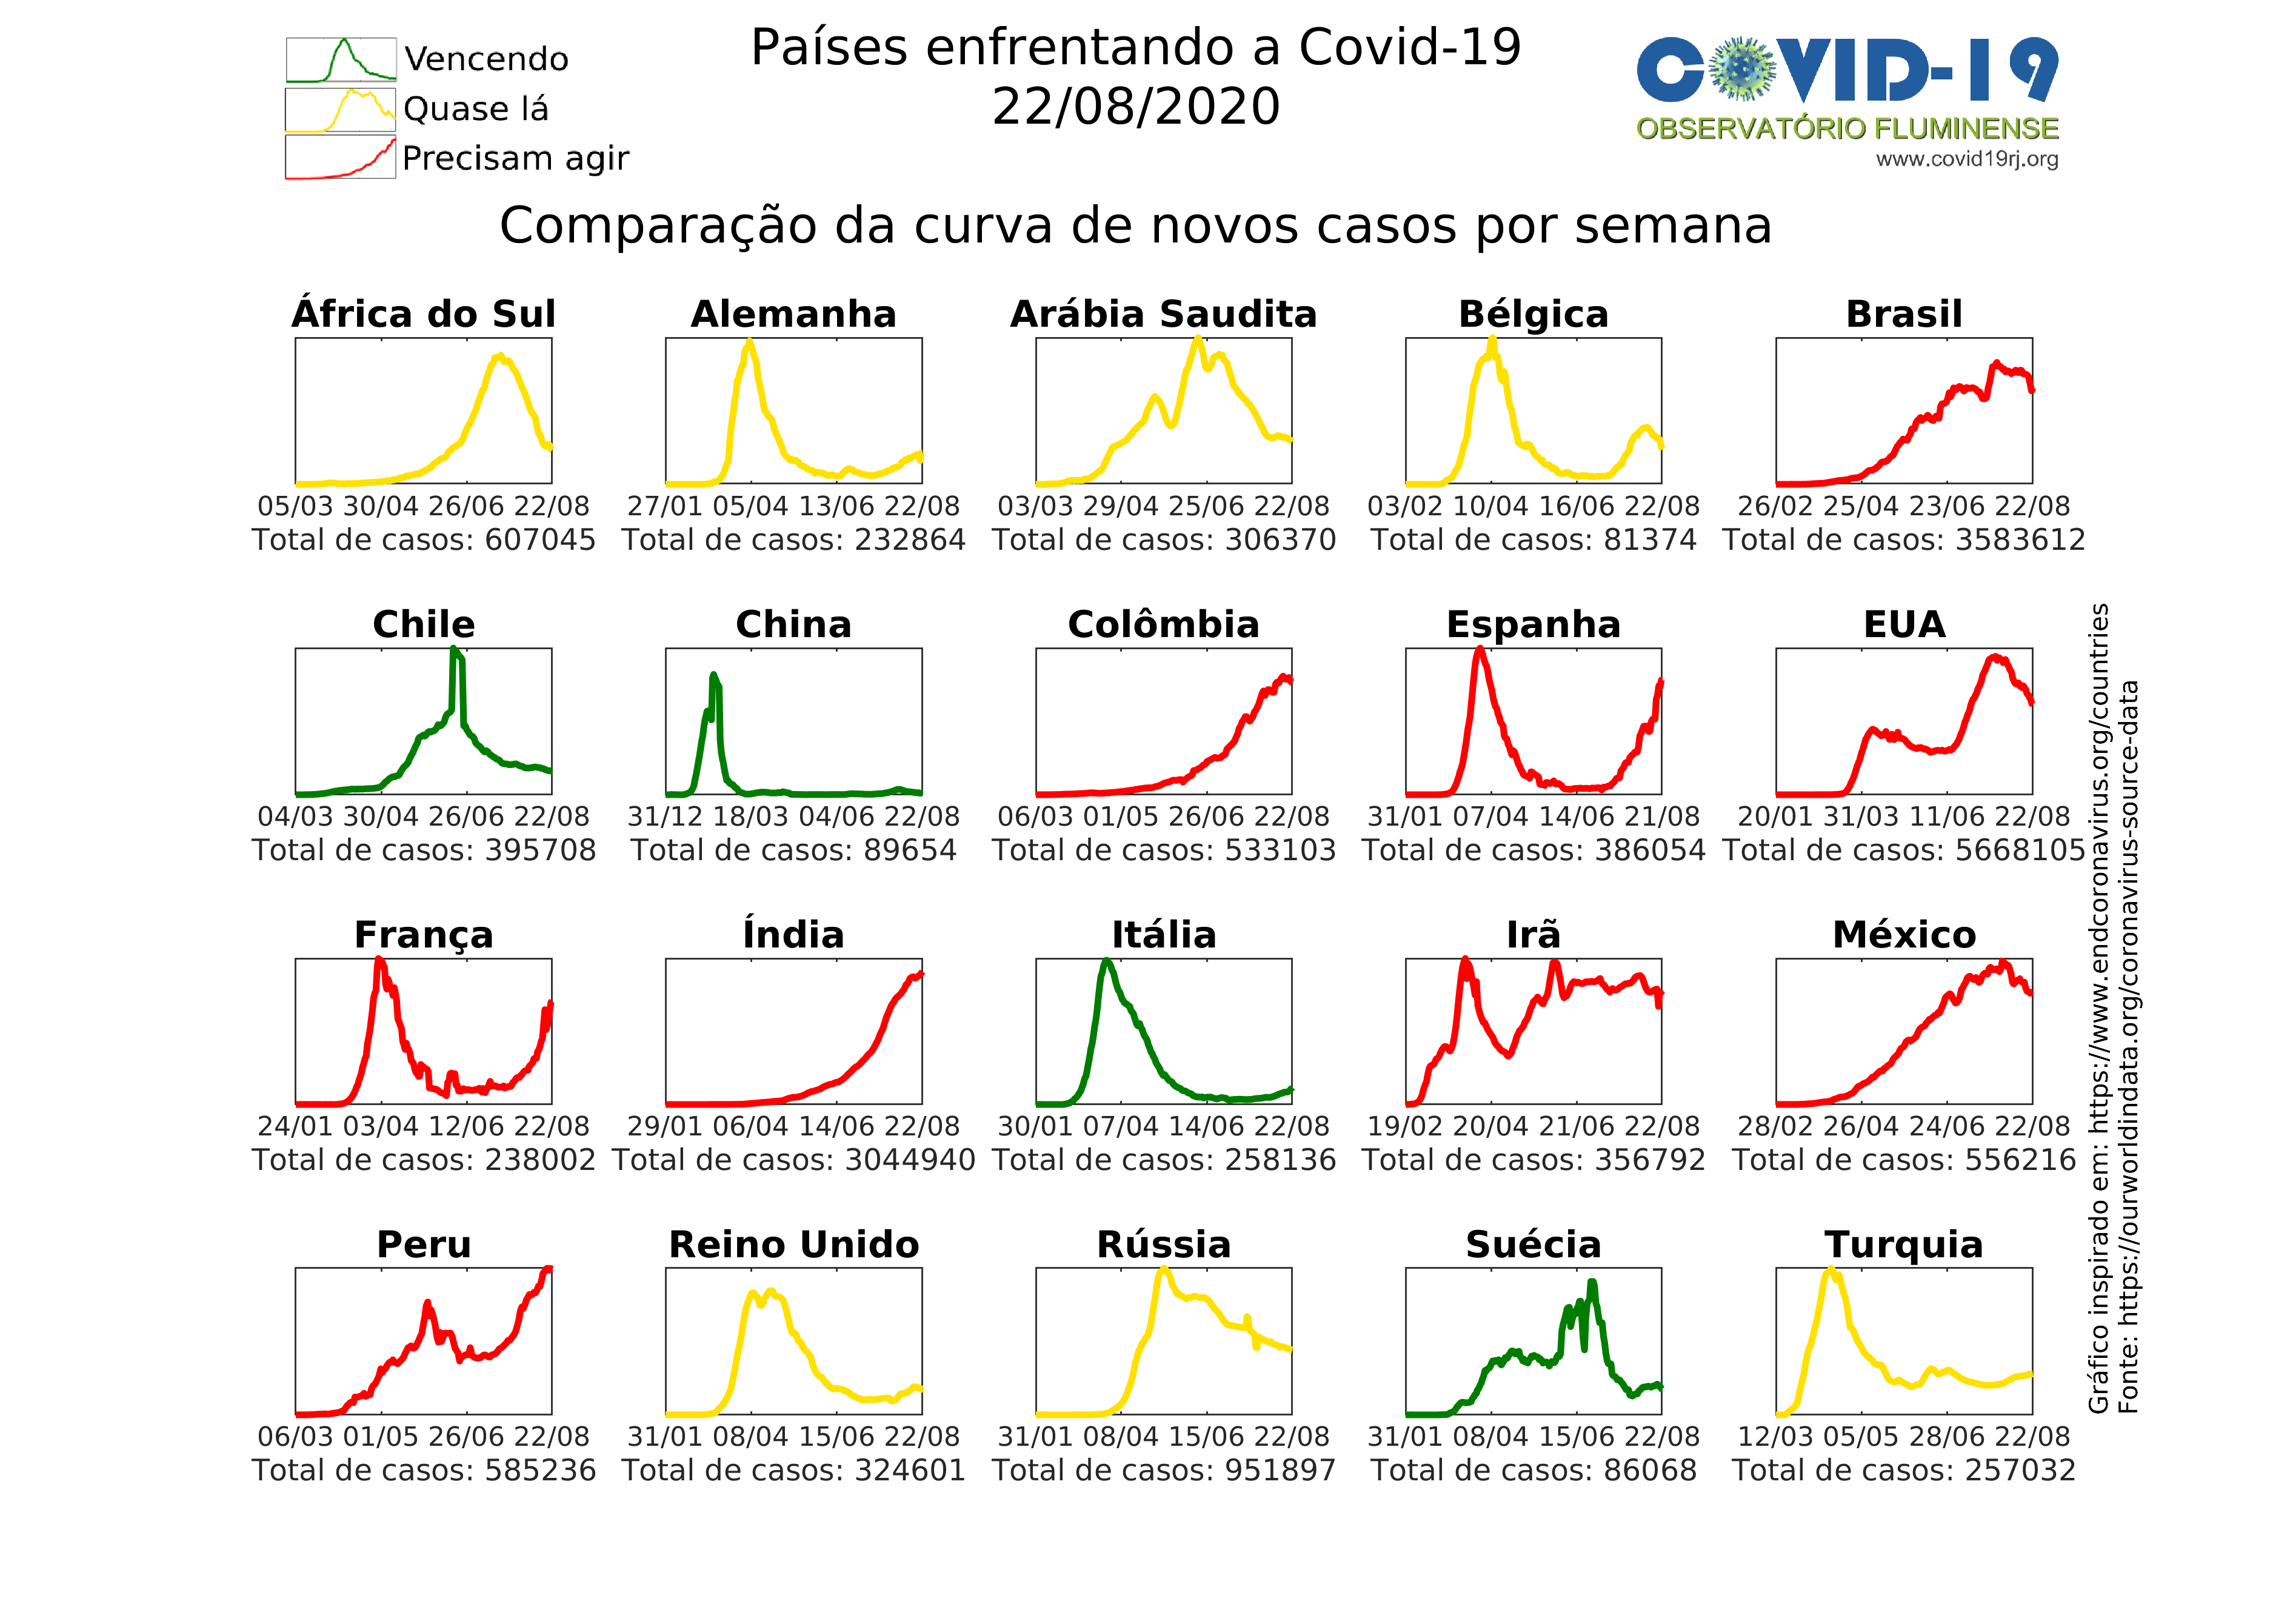 Vencendo
Quase lá
Precisam agir
Países enfrentando a Covid-19
22/08/2020
COVID-19
OBSERVATÓRIO FLUMINENSE
www.covid19rj.org
Comparação da curva de novos casos por semana
África do Sul
05/03 30/04 26/06 22/08
Total de casos: 607045
Alemanha
27/01 05/04 13/06 22/08
Total de casos: 232864
Arábia Saudita
03/03 29/04 25/06 22/08
Total de casos: 306370
Bélgica
03/02 10/04 16/06 22/08
Total de casos: 81374
Brasil
26/02 25/04 23/06 22/08
Total de casos: 3583612
Chile
04/03 30/04 26/06 22/08
Total de casos: 395708
China
31/12 18/03 04/06 22/08
Total de casos: 89654
Colômbia
06/03 01/05 26/06 22/08
Total de casos: 533103
Espanha
31/01 07/04 14/06 21/08
Total de casos: 386054
EUA
20/01 31/03 11/06 22/08
Total de casos: 5668105
França
24/01 03/04 12/06 22/08
Total de casos: 238002
Índia
29/01 06/04 14/06 22/08
Total de casos: 3044940
Itália
30/01 07/04 14/06 22/08
Total de casos: 258136
Irã
19/02 20/04 21/06 22/08
Total de casos: 356792
México
28/02 26/04 24/06 22/08
Total de casos: 556216
Peru
06/03 01/05 26/06 22/08
Total de casos: 585236
Reino Unido
31/01 08/04 15/06 22/08
Total de casos: 324601
Rússia
31/01 08/04 15/06 22/08
Total de casos: 951897
Suécia
31/01 08/04 15/06 22/08
Total de casos: 86068
Turquia
12/03 05/05 28/06 22/08
Total de casos: 257032
Gráfico inspirado em: https://www.endcoronavirus.org/countries
Fonte: https://ourworldindata.org/coronavirus-source-data